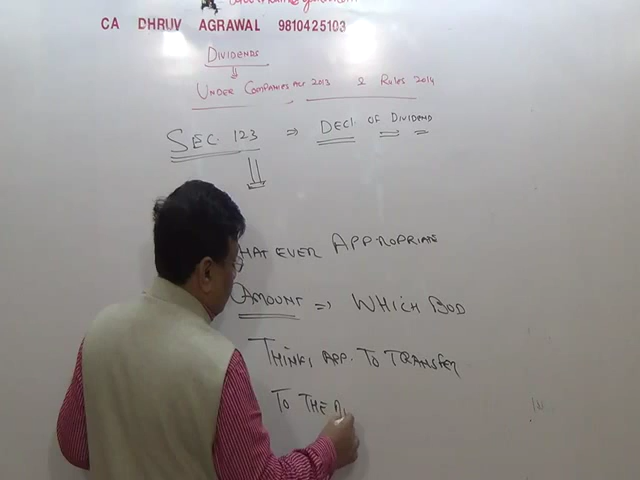 CA DHRUV AGRAWAL 9810425103
DIVIDENDS
UNDER COMPANIES ACT 2013 & RULES 2014
SEC. 123 ⇒ DECL. OF DIVIDEND
HAT EVER APPROPRIATE
AMOUNT ⇒ WHICH BOD
THINKS APP. TO TRANSFER
TO THE